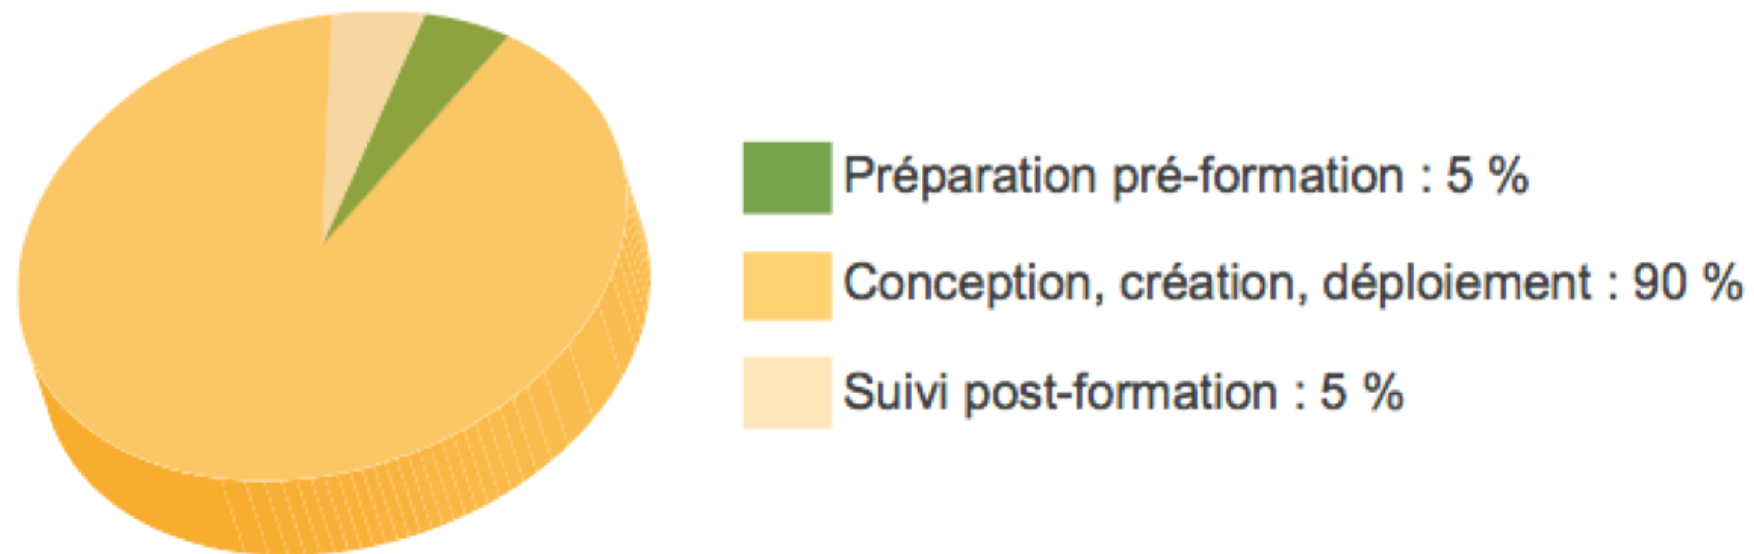 Préparation pré-formation : 5 %
Conception, création, déploiement : 90 %
Suivi post-formation : 5 %